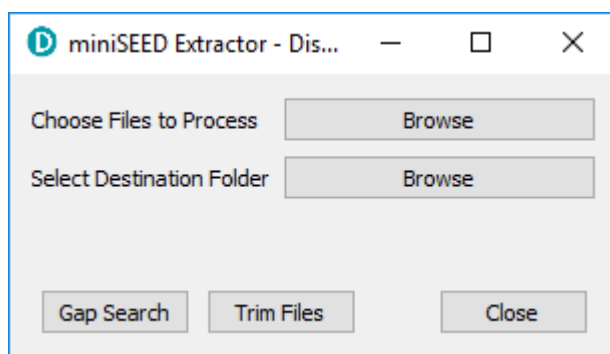 D miniSEED Extractor - Dis...
Choose Files to Process Browse
Select Destination Folder Browse
Gap Search Trim Files Close